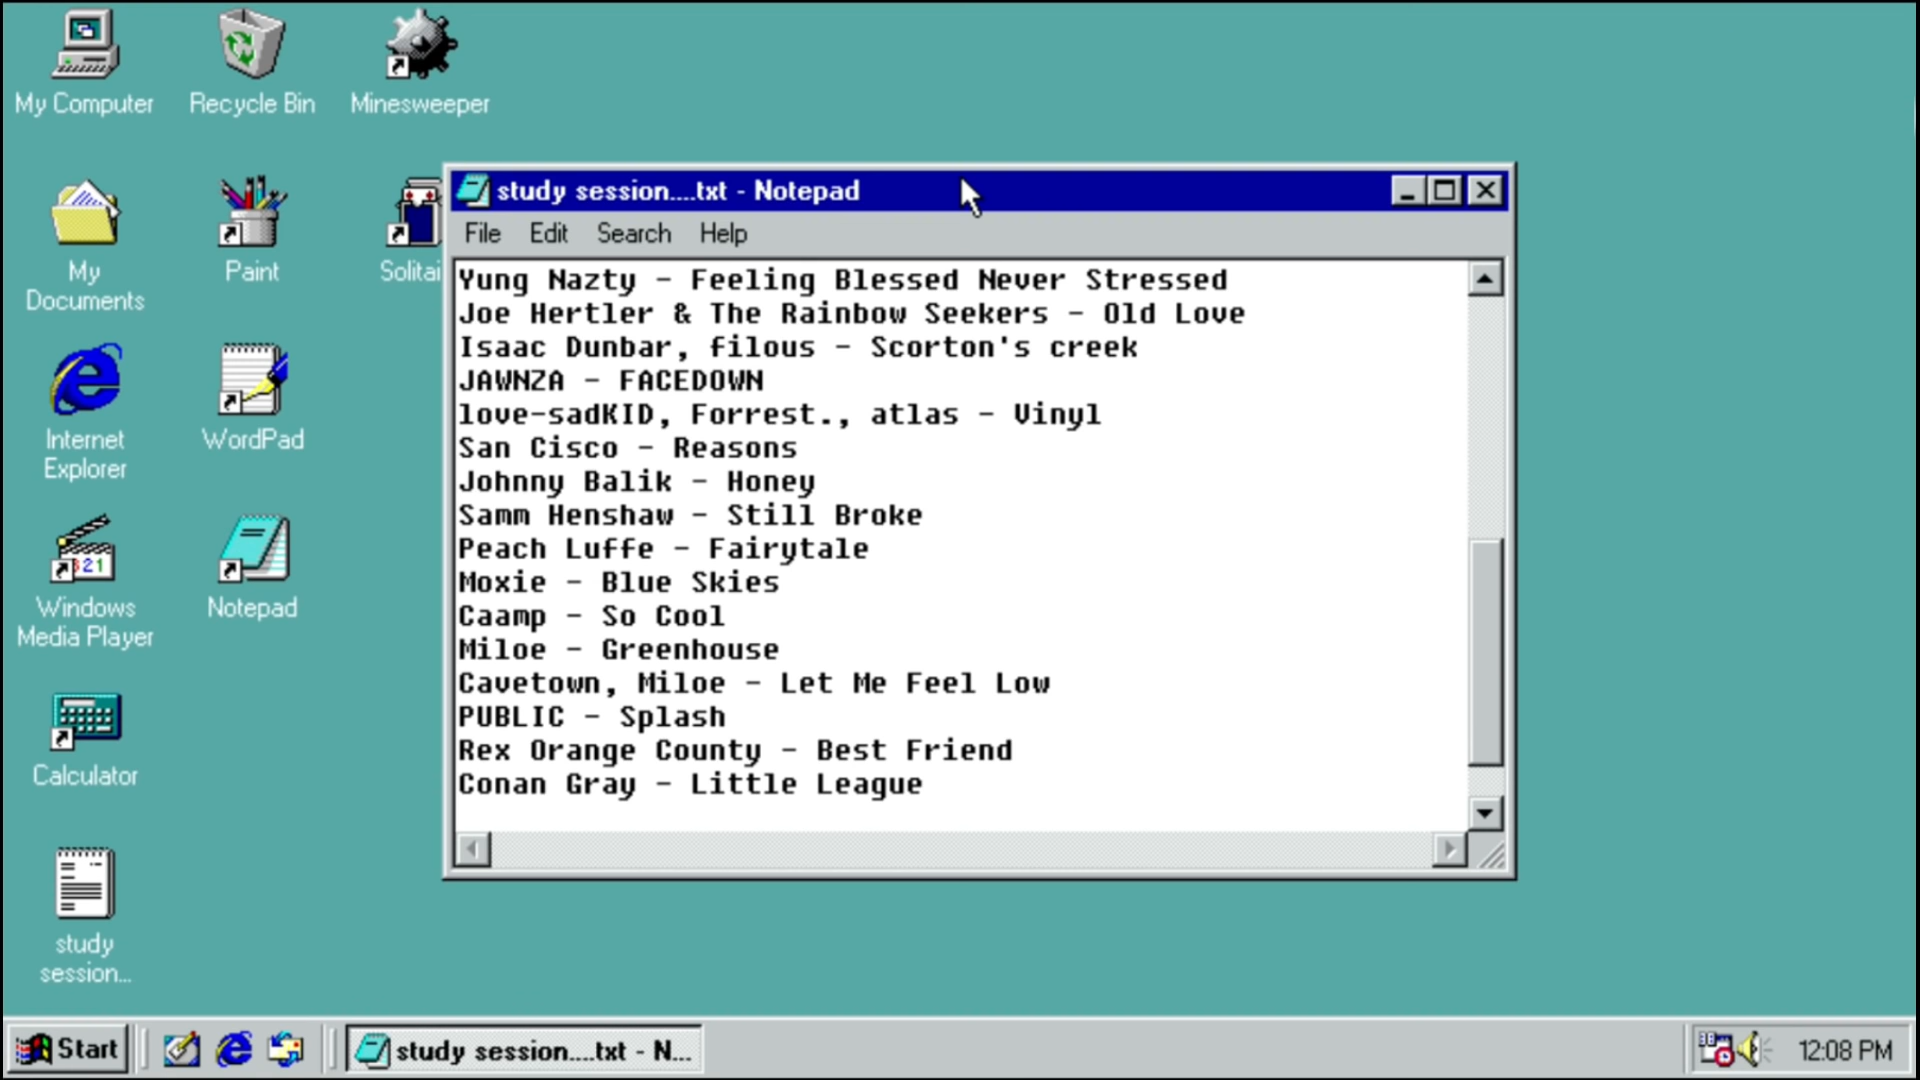 My Computer
Recycle Bin
Minesweeper
My
Documents
Paint
Solitai
Internet
Explorer
WordPad
Windows
Media Player
Notepad
Calculator
study
session...
study session....txt - Notepad
File Edit Search Help
Yung Nazty - Feeling Blessed Never Stressed
Joe Hertler & The Rainbow Seekers - Old Love
Isaac Dunbar, filous - Scorton's creek
JAWNZA - FACEDOWN
love-sadKID, Forrest., atlas - Vinyl
San Cisco - Reasons
Johnny Balik - Honey
Samm Henshaw - Still Broke
Peach Luffe - Fairytale
Moxie - Blue Skies
Caamp - So Cool
Miloe - Greenhouse
Cavetown, Miloe - Let Me Feel Low
PUBLIC - Splash
Rex Orange County - Best Friend
Conan Gray - Little League
Start
study session....txt - N...
12:08 PM